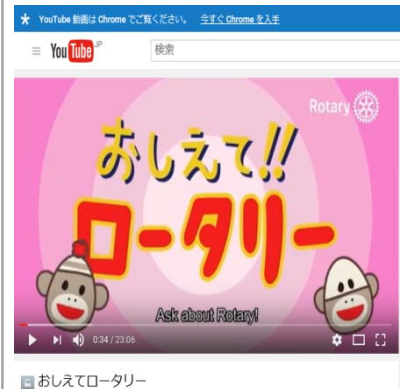 YouTube 動画は Chrome でご覧ください。 今すぐ Chrome を入手
YouTube JP
検索
Rotary
おしえて!!
ロータリー
Ask about Rotary!
0:34 / 23:06
おしえてロータリー